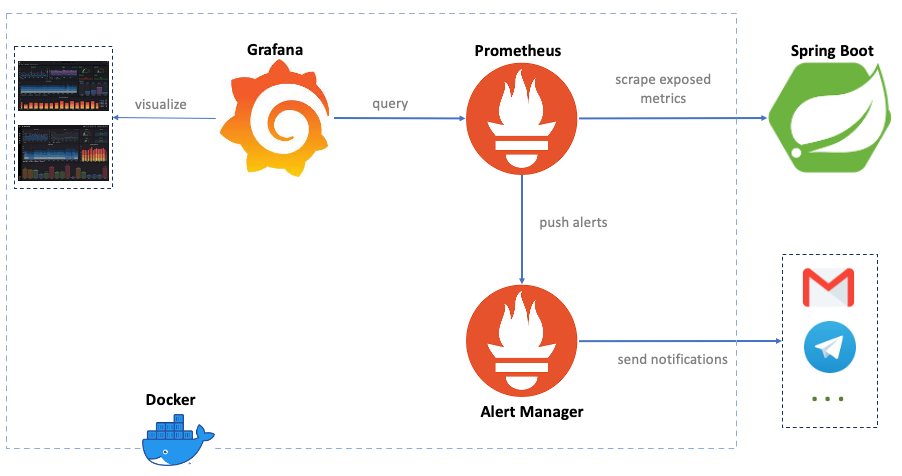 Grafana
Prometheus
Spring Boot
visualize
query
scrape exposed
metrics
push alerts
send notifications
Alert Manager
Docker